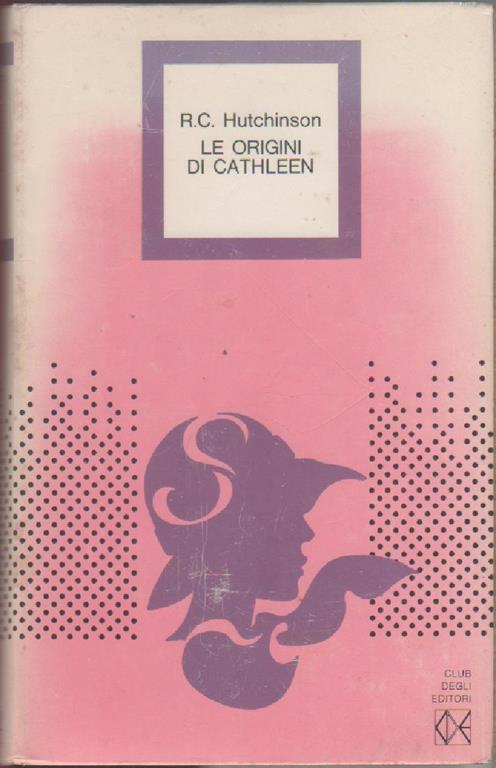 R.C. Hutchinson
LE ORIGINI
DI CATHLEEN
CLUB
DEGLI
EDITORI